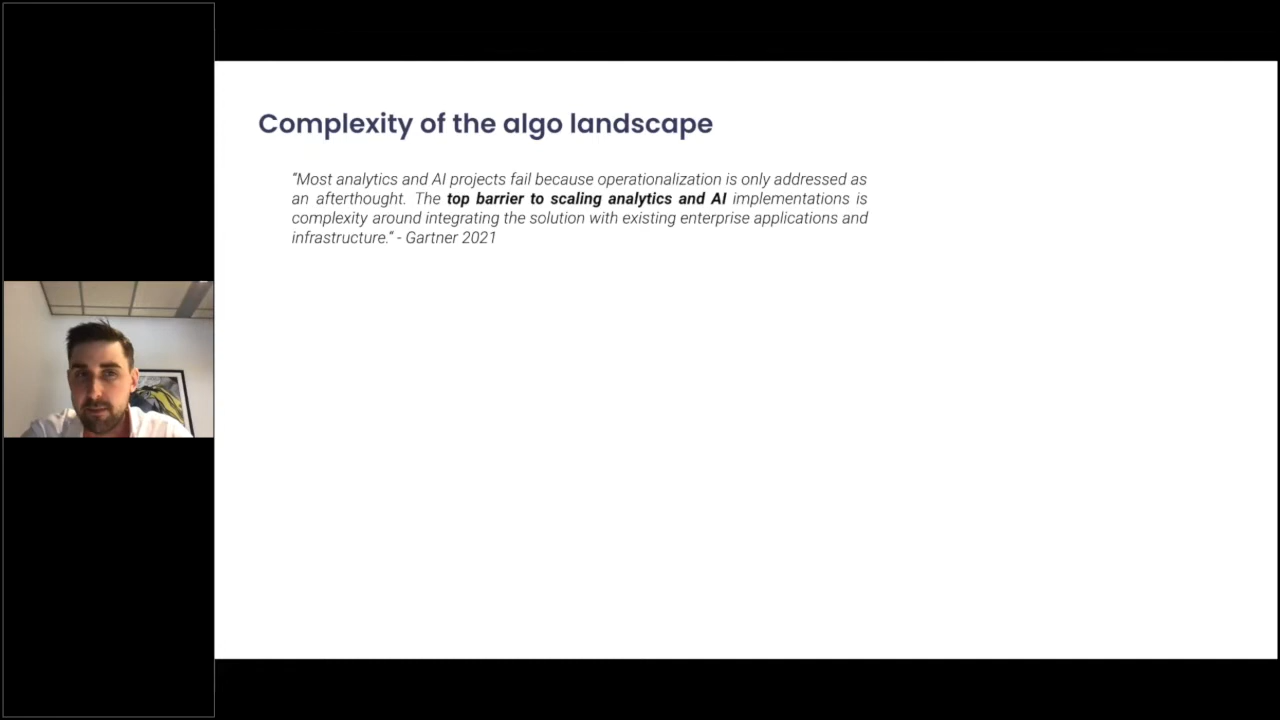 Complexity of the algo landscape
“Most analytics and AI projects fail because operationalization is only addressed as
an afterthought. The top barrier to scaling analytics and AI implementations is
complexity around integrating the solution with existing enterprise applications and
infrastructure.“ - Gartner 2021